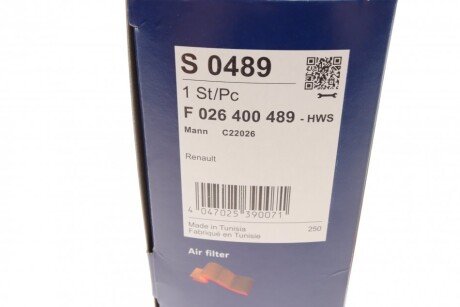 S 0489
1 St/Pc
F 026 400 489 - HWS
Mann C22026
Renault
4 047025 390071
Made in Tunisia 250
Fabriqué en Tunisie
Air filter